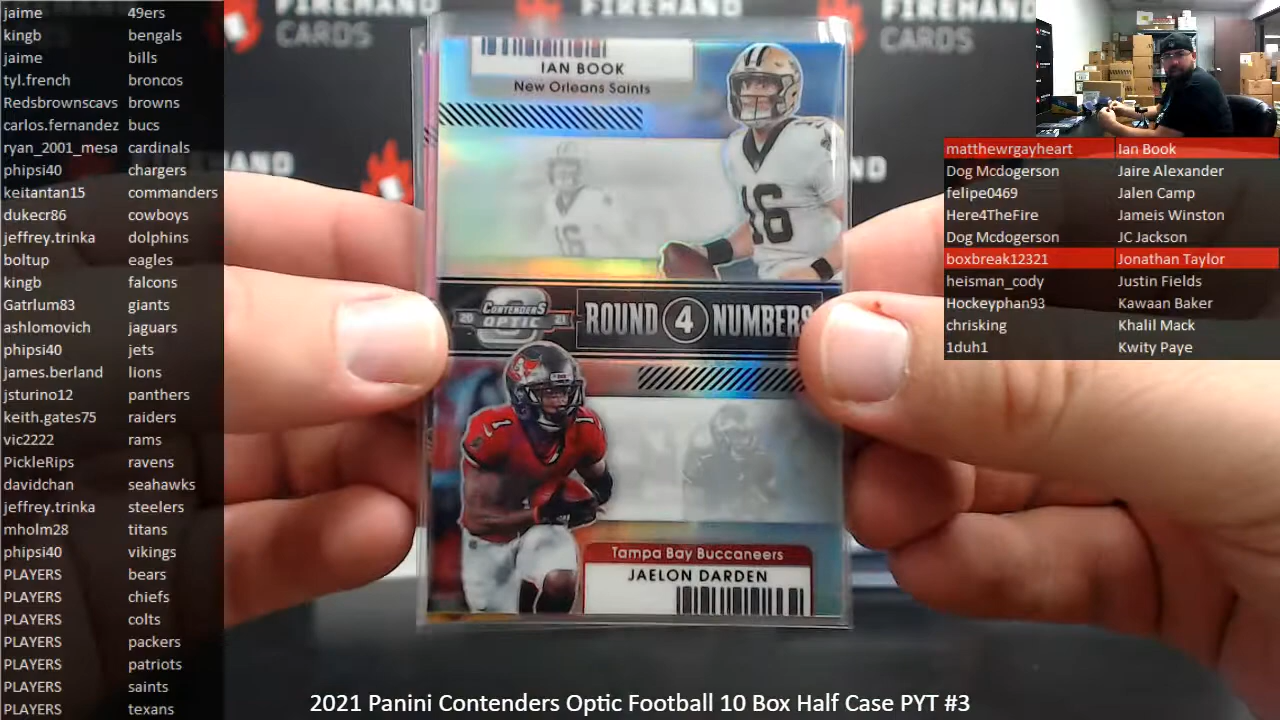 jaime 49ers
kingb bengals
jaime bills
tyl.french broncos
Redsbrownscavs browns
carlos.fernandez bucs
ryan_2001_mesa cardinals
phipsi40 chargers
keitantan15 commanders
dukecr86 cowboys
jeffrey.trinka dolphins
boltup eagles
kingb falcons
Gatrlum83 giants
ashlomovich jaguars
phipsi40 jets
james.berland lions
jsturino12 panthers
keith.gates75 raiders
vic2222 rams
PickleRips ravens
davidchan seahawks
jeffrey.trinka steelers
mholm28 titans
phipsi40 vikings
PLAYERS bears
PLAYERS chiefs
PLAYERS colts
PLAYERS packers
PLAYERS patriots
PLAYERS saints
PLAYERS texans
FIREHAND
CARDS
FIREHAND
CARDS
IAN BOOK
New Orleans Saints
16
16
20 CONTENDERS 21
OPTIC
ROUND 4 NUMBERS
1 1
Tampa Bay Buccaneers
JAELON DARDEN
matthewrgayheart Ian Book
Dog Mcdogerson Jaire Alexander
felipe0469 Jalen Camp
Here4TheFire Jameis Winston
Dog Mcdogerson JC Jackson
boxbreak12321 Jonathan Taylor
heisman_cody Justin Fields
Hockeyphan93 Kawaan Baker
chrisking Khalil Mack
1duh1 Kwity Paye
2021 Panini Contenders Optic Football 10 Box Half Case PYT #3